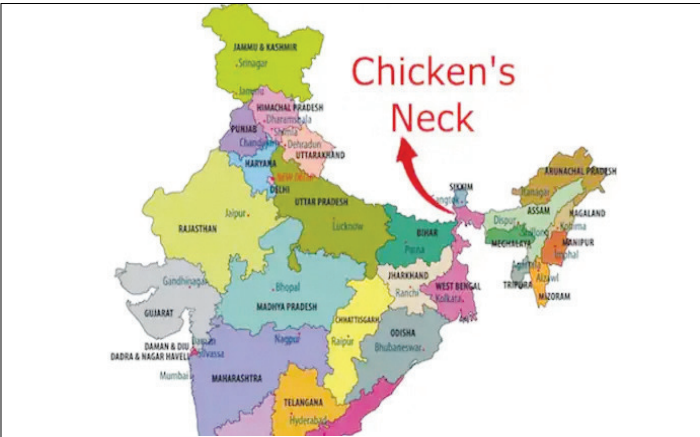 JAMMU & KASHMIR
Srinagar
Jammu
Chicken's
Neck
HIMACHAL PRADESH
Dharamshala
Shimla
PUNJAB
Chandigarh
Dehradun
UTTARAKHAND
HARYANA
NEW DELHI
DELHI
SIKKIM
Gangtok
ARUNACHAL PRADESH
Itanagar
UTTAR PRADESH
Lucknow
RAJASTHAN
Jaipur
BIHAR
Patna
ASSAM
Dispur
NAGALAND
Kohima
Shillong
MEGHALAYA
MANIPUR
Imphal
Agartala
Aizawl
TRIPURA
MIZORAM
JHARKHAND
Ranchi
WEST BENGAL
Kolkata
Gandhinagar
GUJARAT
Bhopal
MADHYA PRADESH
CHHATTISGARH
Raipur
ODISHA
Bhubaneswar
DAMAN & DIU
Daman
DADRA & NAGAR HAVELI
Silvassa
Mumbai
Nagpur
MAHARASHTRA
TELANGANA
Hyderabad